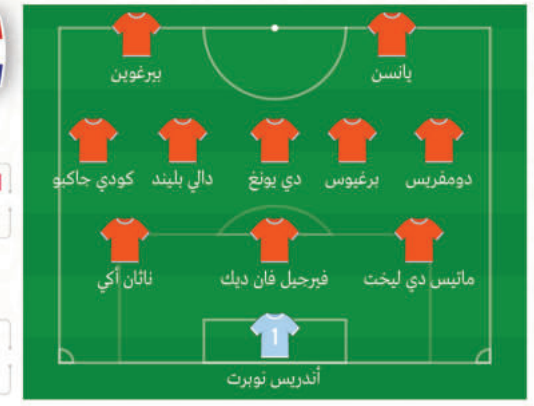 يانسن بيرغوين
دومفريس برغيوس دي يونغ دالي بليند كودي جاكبو
ماتيس دي ليخت فيرجيل فان ديك ناثان أكي
1
أندريس نوبرت